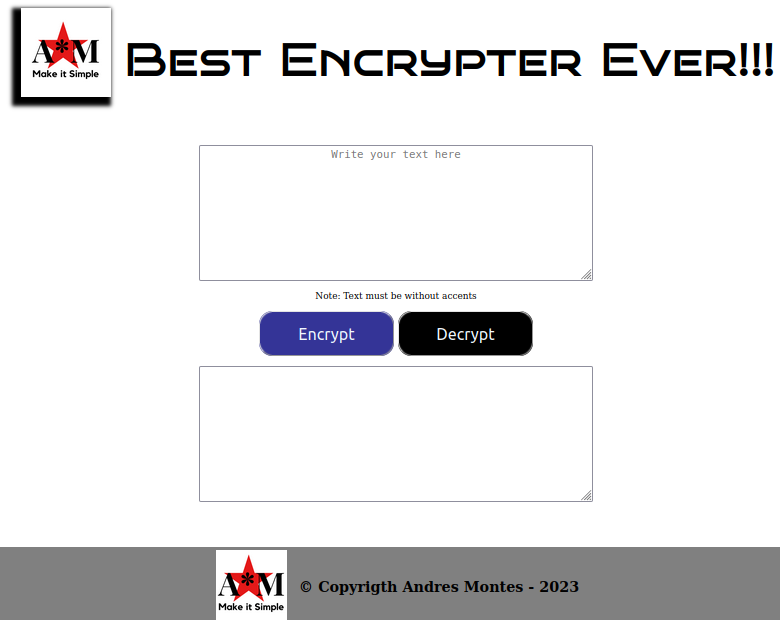 A*M
Make it Simple
Best Encrypter Ever!!!
Write your text here
Note: Text must be without accents
Encrypt
Decrypt
A*M
Make it Simple
© Copyrigth Andres Montes - 2023